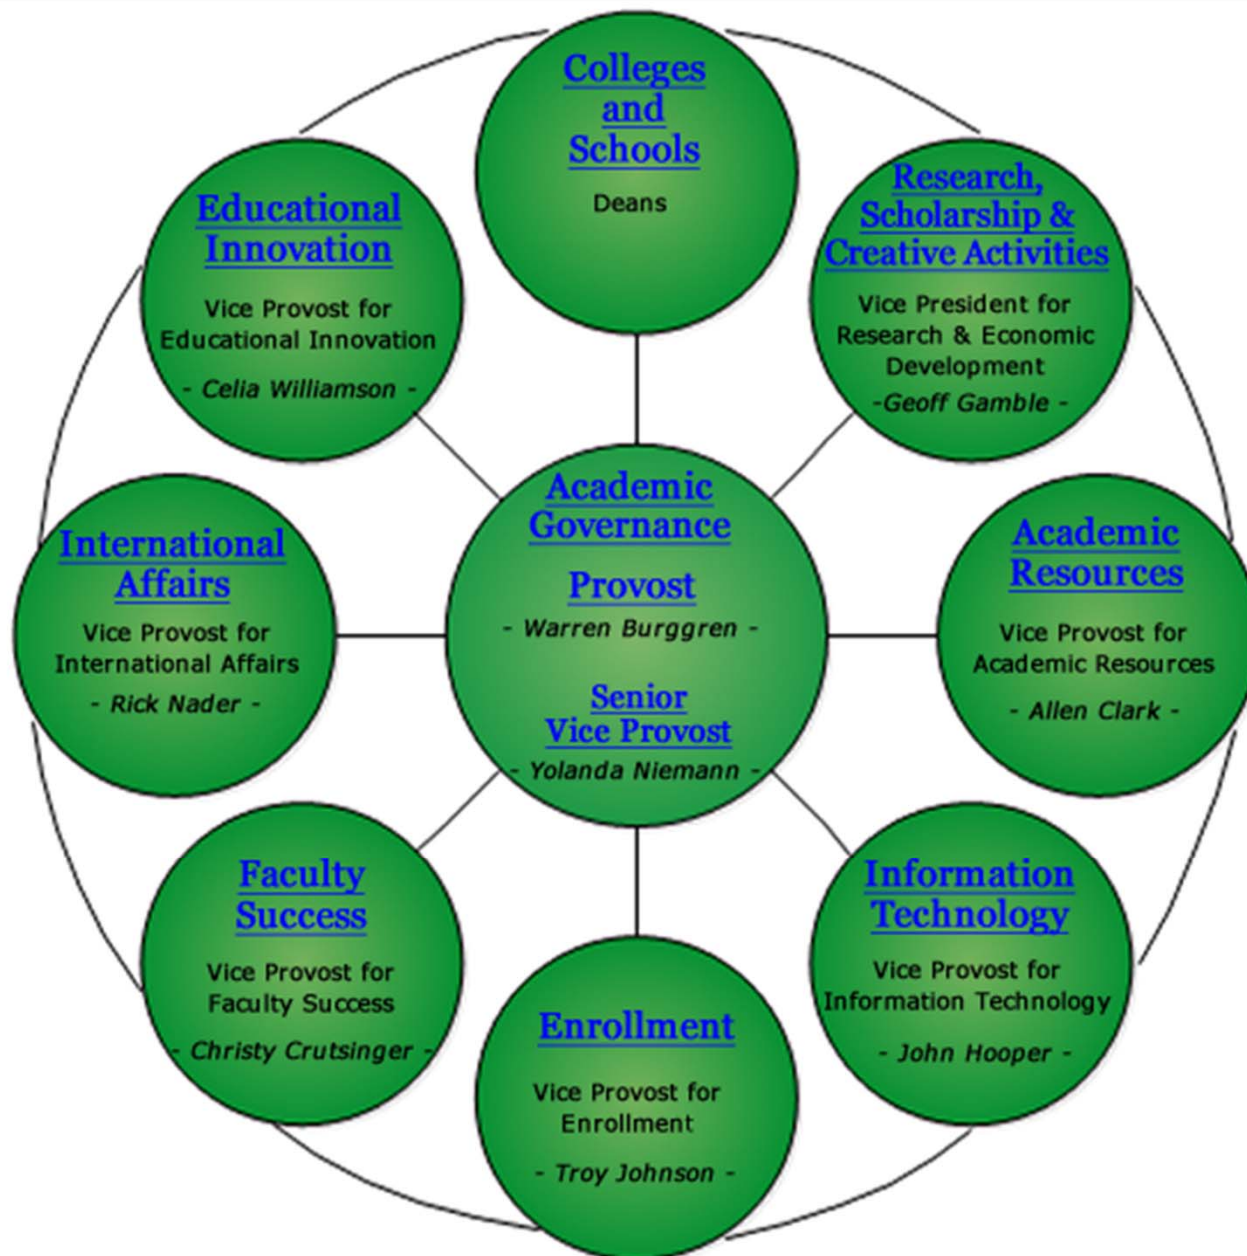 Colleges
and
Schools
Deans
Research,
Scholarship &
Creative Activities
Vice President for
Research & Economic
Development
-Geoff Gamble -
Academic
Resources
Vice Provost for
Academic Resources
- Allen Clark -
Information
Technology
Vice Provost for
Information Technology
- John Hooper -
Enrollment
Vice Provost for
Enrollment
- Troy Johnson -
Faculty
Success
Vice Provost for
Faculty Success
- Christy Crutsinger -
International
Affairs
Vice Provost for
International Affairs
- Rick Nader -
Educational
Innovation
Vice Provost for
Educational Innovation
- Celia Williamson -
Academic
Governance
Provost
- Warren Burggren -
Senior
Vice Provost
- Yolanda Niemann -